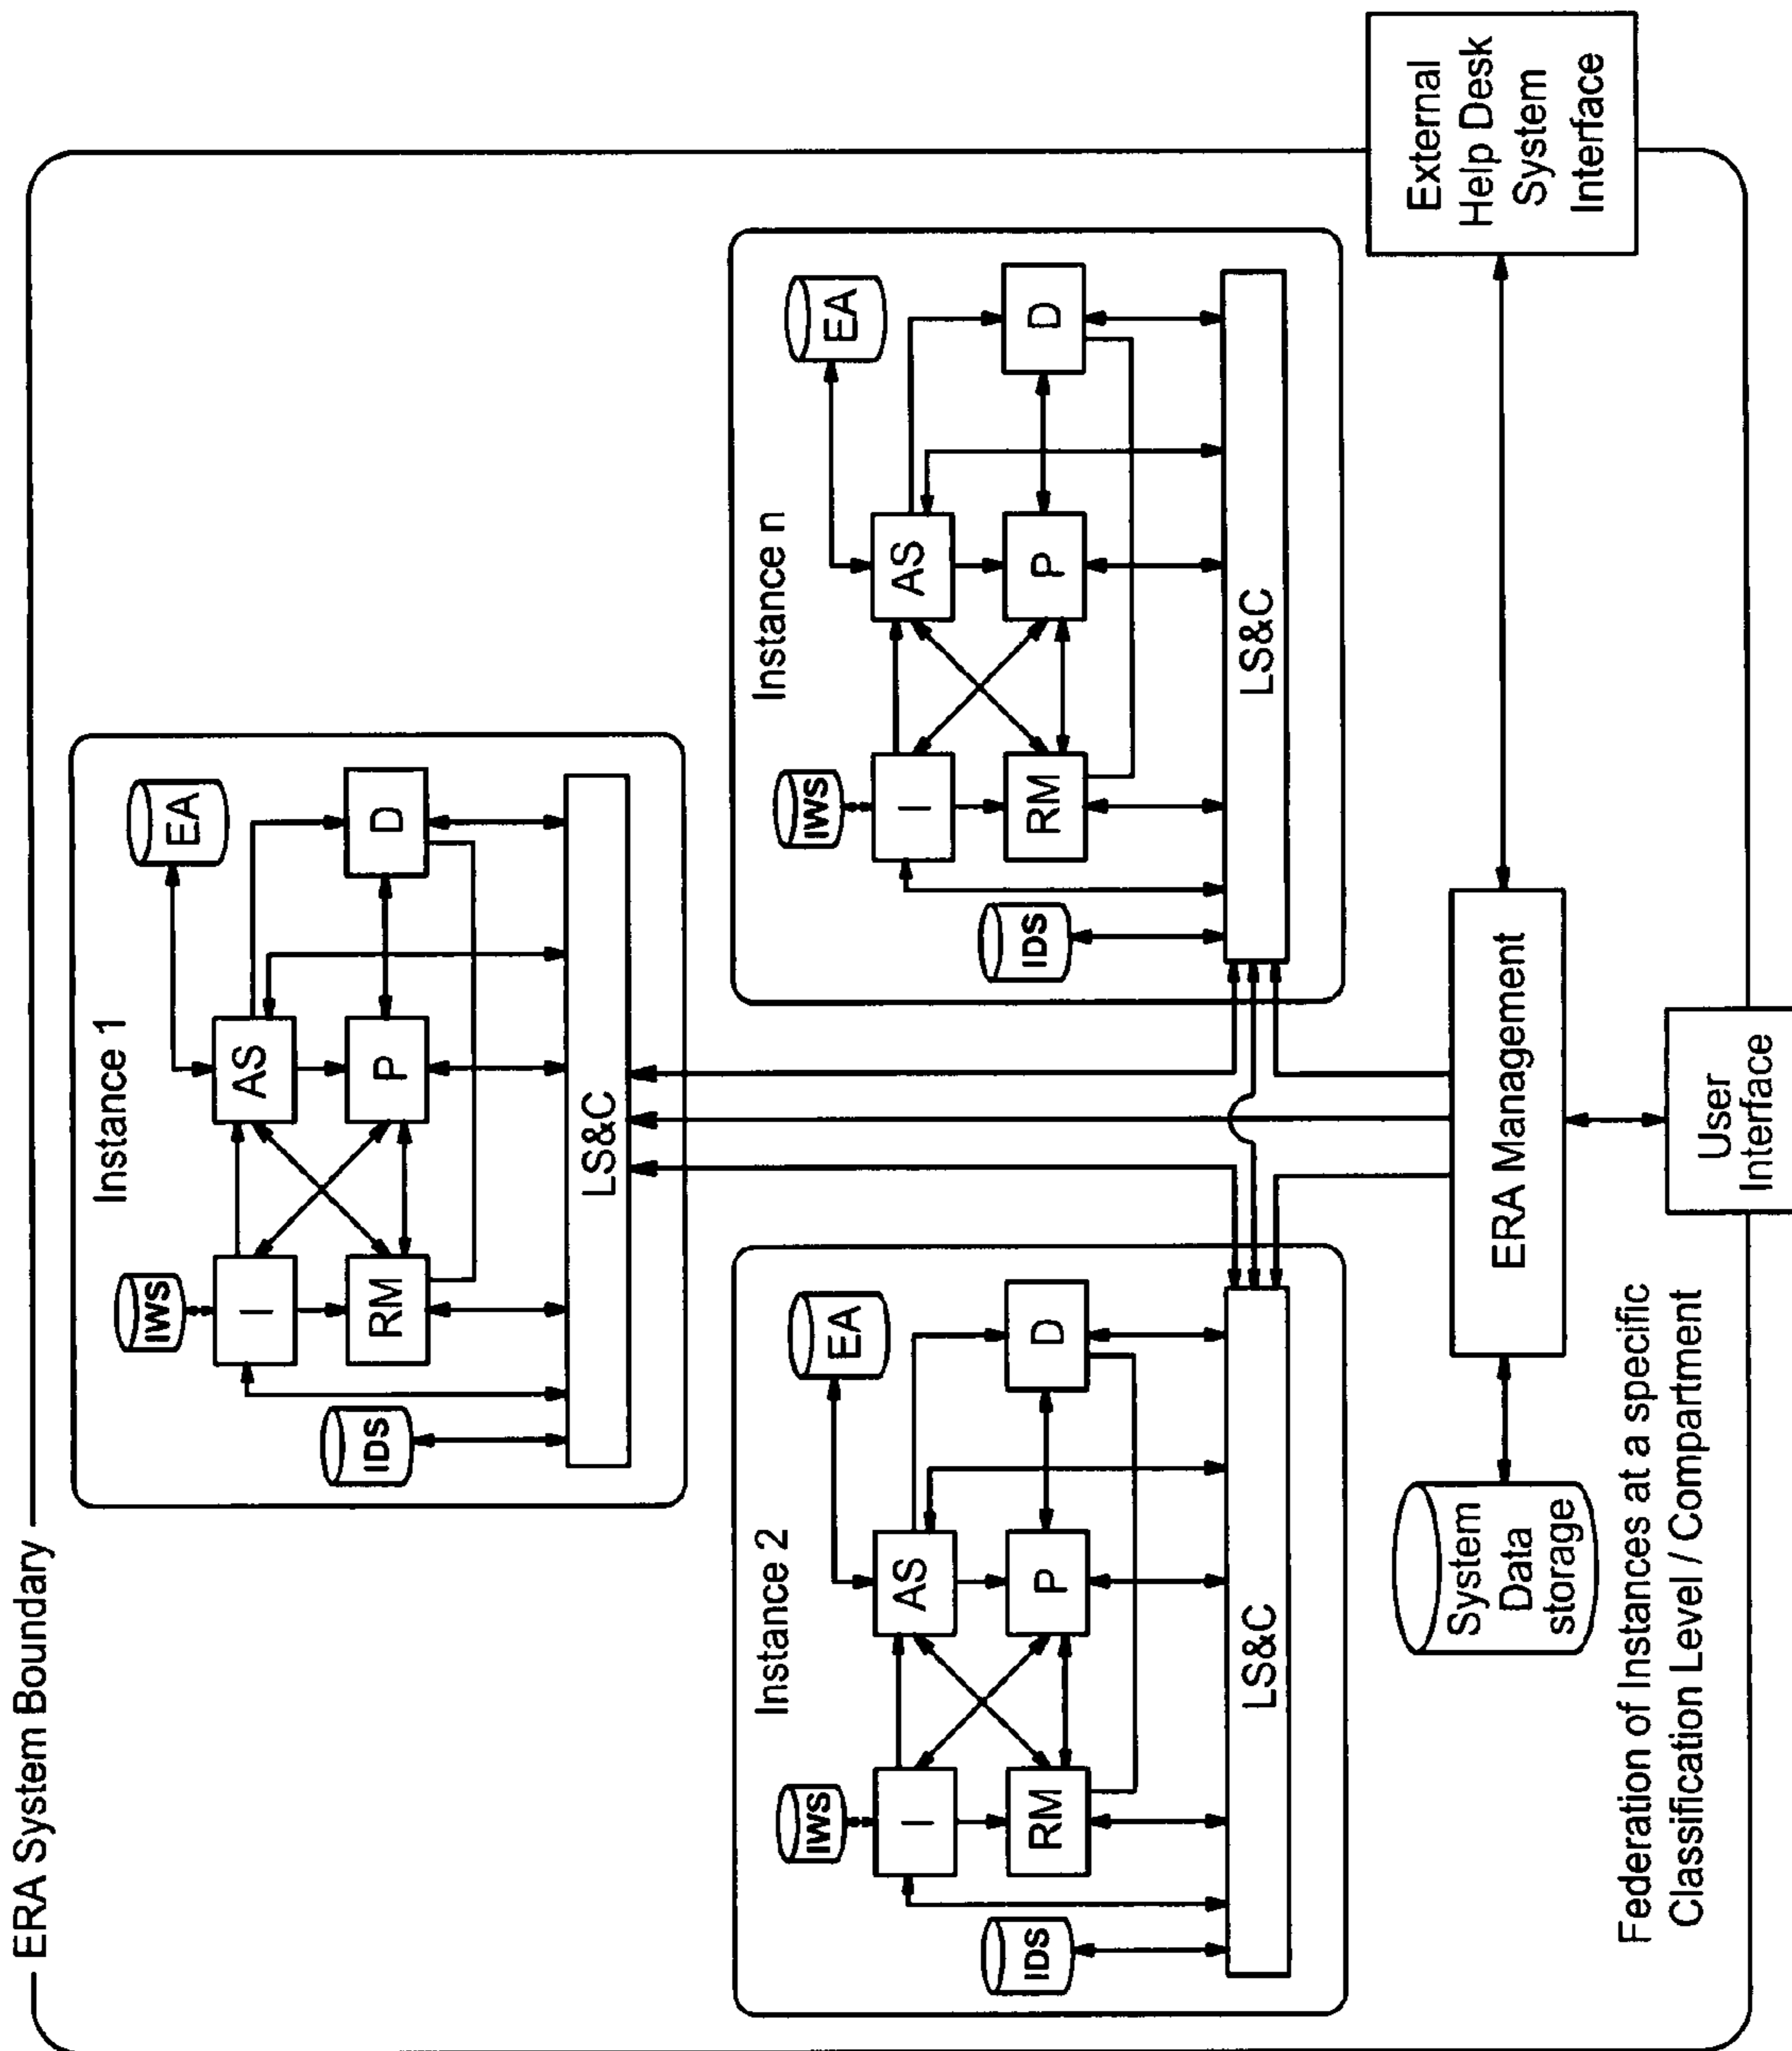 ERA System Boundary
Instance 1
IWS
EA
I
AS
IDS
RM
P
D
LS&C
Instance 2
IWS
EA
I
AS
IDS
RM
P
D
LS&C
Instance n
IWS
EA
I
AS
IDS
RM
P
D
LS&C
System
Data
storage
ERA Management
External
Help Desk
System
Interface
Federation of Instances at a specific
Classification Level / Compartment
User
Interface